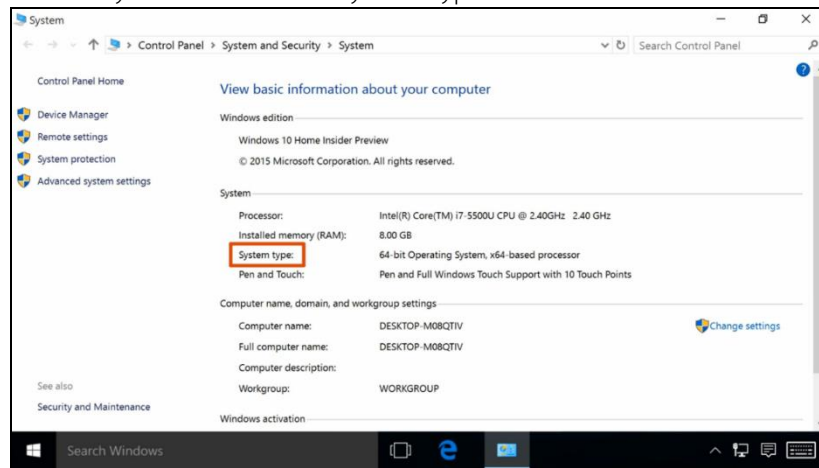 System
Control Panel > System and Security > System
Search Control Panel
Control Panel Home
Device Manager
Remote settings
System protection
Advanced system settings
See also
Security and Maintenance
View basic information about your computer
Windows edition
Windows 10 Home Insider Preview
© 2015 Microsoft Corporation. All rights reserved.
System
Processor: Intel(R) Core(TM) i7-5500U CPU @ 2.40GHz 2.40 GHz
Installed memory (RAM): 8.00 GB
System type: 64-bit Operating System, x64-based processor
Pen and Touch: Pen and Full Windows Touch Support with 10 Touch Points
Computer name, domain, and workgroup settings
Computer name: DESKTOP-M08QTIV
Change settings
Full computer name: DESKTOP-M08QTIV
Computer description:
Workgroup: WORKGROUP
Windows activation
Search Windows